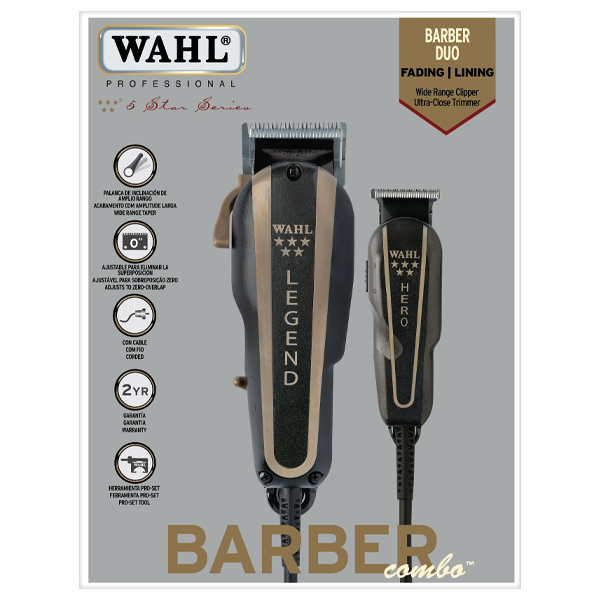 WAHL®
PROFESSIONAL
5 Star Series
BARBER
DUO
FADING | LINING
Wide Range Clipper
Ultra-Close Trimmer
PALANCA DE INCLINACIÓN DE
AMPLIO RANGO
ACABAMENTO COM AMPLITUDE LARGA
WIDE RANGE TAPER
0"
AJUSTABLE PARA ELIMINAR LA
SUPERPOSICIÓN
AJUSTÁVEL PARA SOBREPOSIÇÃO ZERO
ADJUSTS TO ZERO-OVERLAP
CON CABLE
COM FIO
CORDED
2 YR
GARANTÍA
GARANTIA
WARRANTY
HERRAMIENTA PRO-SET
FERRAMENTA PRO-SET
PRO-SET TOOL
WAHL
LEGEND
WAHL
HERO
BARBER
combo™